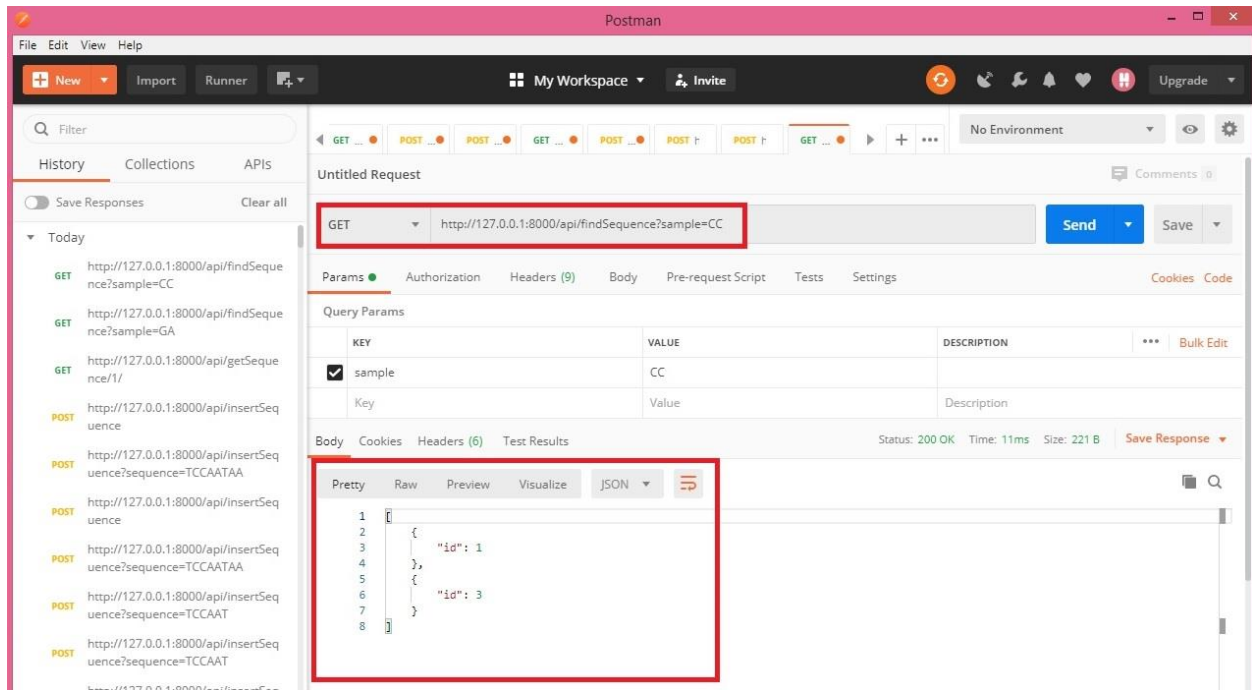 Postman
File Edit View Help
New Import Runner My Workspace Invite H Upgrade
Filter
History Collections APIs
Save Responses Clear all
Today
GET http://127.0.0.1:8000/api/findSeque
nce?sample=CC
GET http://127.0.0.1:8000/api/findSeque
nce?sample=GA
GET http://127.0.0.1:8000/api/getSeque
nce/1/
POST http://127.0.0.1:8000/api/insertSeq
uence
POST http://127.0.0.1:8000/api/insertSeq
uence?sequence=TCCAATAA
POST http://127.0.0.1:8000/api/insertSeq
uence
POST http://127.0.0.1:8000/api/insertSeq
uence?sequence=TCCAATAA
POST http://127.0.0.1:8000/api/insertSeq
uence?sequence=TCCAAT
POST http://127.0.0.1:8000/api/insertSeq
uence?sequence=TCCAAT
GET ... POST ... POST ... GET ... POST ... POST POST GET ... + ••• No Environment
Untitled Request Comments 0
GET http://127.0.0.1:8000/api/findSequence?sample=CC Send Save
Params Authorization Headers (9) Body Pre-request Script Tests Settings Cookies Code
Query Params
KEY VALUE DESCRIPTION ••• Bulk Edit
sample CC
Key Value Description
Body Cookies Headers (6) Test Results Status: 200 OK Time: 11ms Size: 221 B Save Response
Pretty Raw Preview Visualize JSON
1 [
2 {
3 "id": 1
4 },
5 {
6 "id": 3
7 }
8 ]